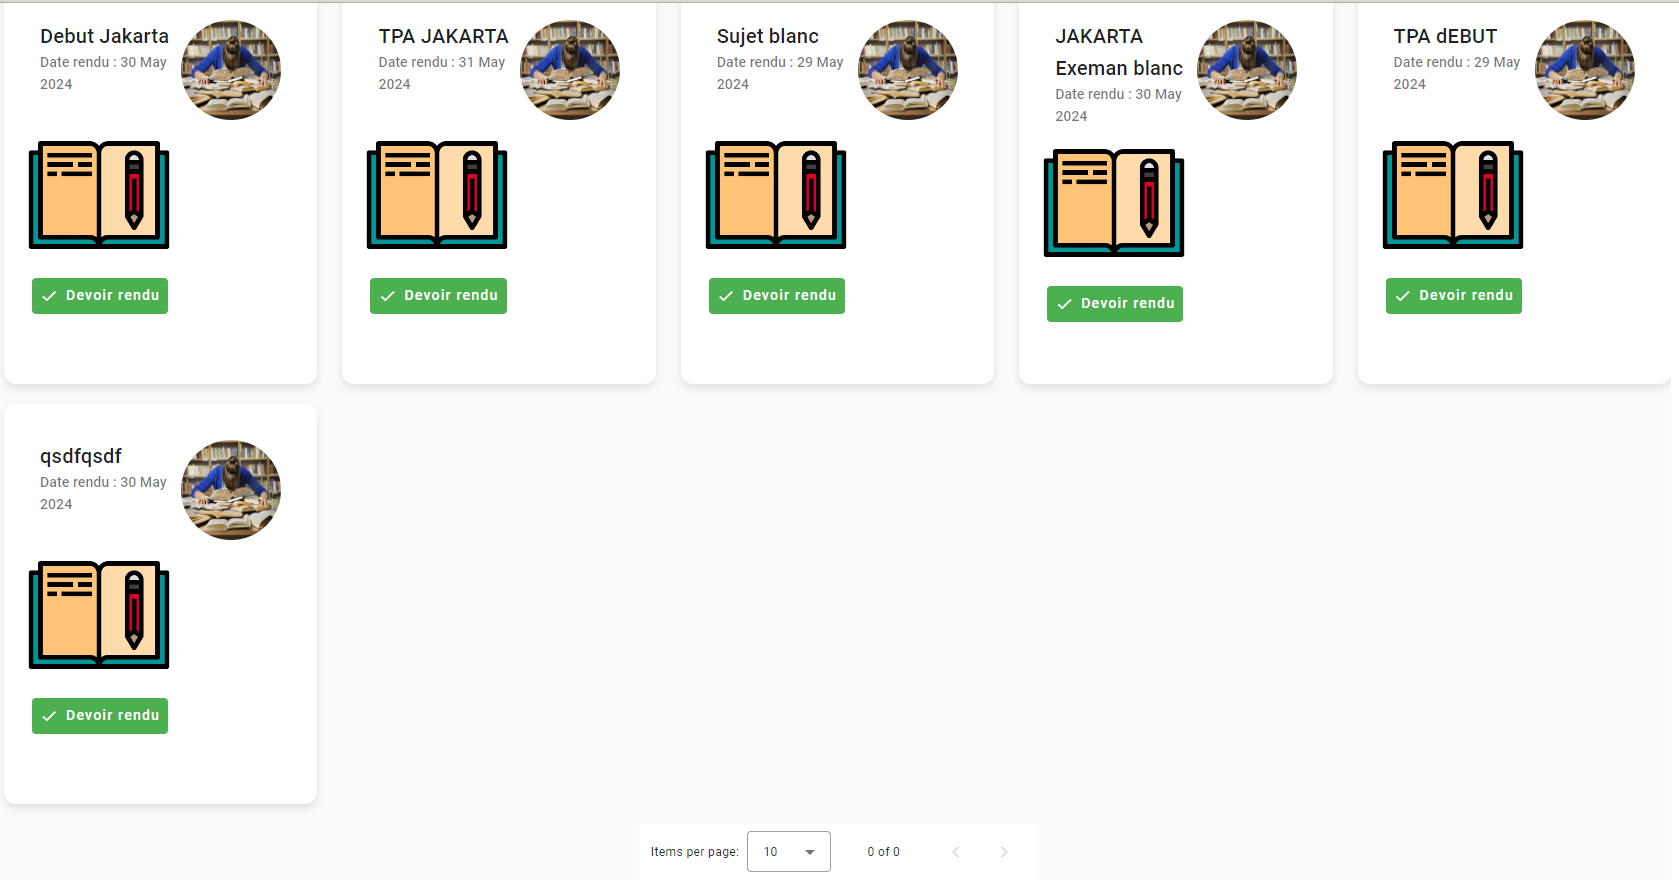 Debut Jakarta
Date rendu : 30 May
2024
Devoir rendu
TPA JAKARTA
Date rendu : 31 May
2024
Devoir rendu
Sujet blanc
Date rendu : 29 May
2024
Devoir rendu
JAKARTA
Exeman blanc
Date rendu : 30 May
2024
Devoir rendu
TPA dEBUT
Date rendu : 29 May
2024
Devoir rendu
qsdfqsdf
Date rendu : 30 May
2024
Devoir rendu
Items per page: 10 0 of 0